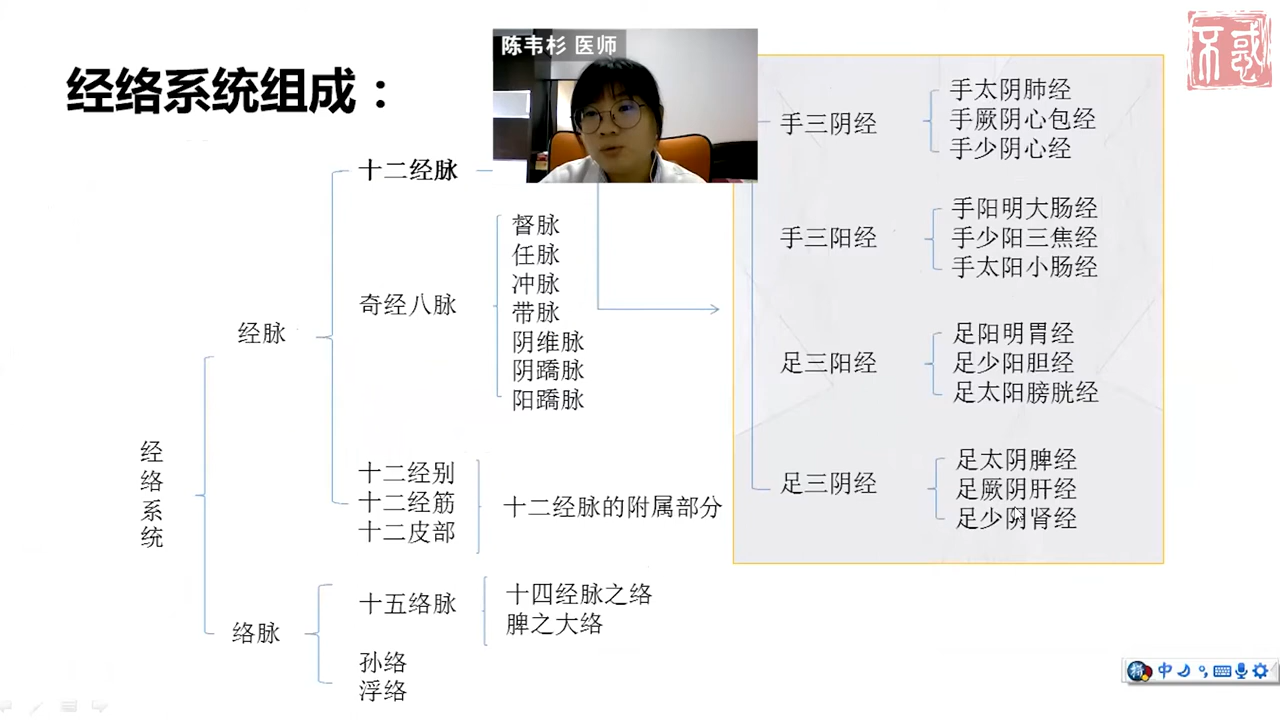 经络系统组成：
陈韦杉 医师
不惑
十二经脉
奇经八脉
督脉
任脉
冲脉
带脉
阴维脉
阴蹻脉
阳蹻脉
经脉
经络系统
十二经别
十二经筋
十二皮部
十二经脉的附属部分
络脉
十五络脉
十四经脉之络
脾之大络
孙络
浮络
手三阴经
手太阴肺经
手厥阴心包经
手少阴心经
手三阳经
手阳明大肠经
手少阳三焦经
手太阳小肠经
足三阳经
足阳明胃经
足少阳胆经
足太阳膀胱经
足三阴经
足太阴脾经
足厥阴肝经
足少阴肾经
中